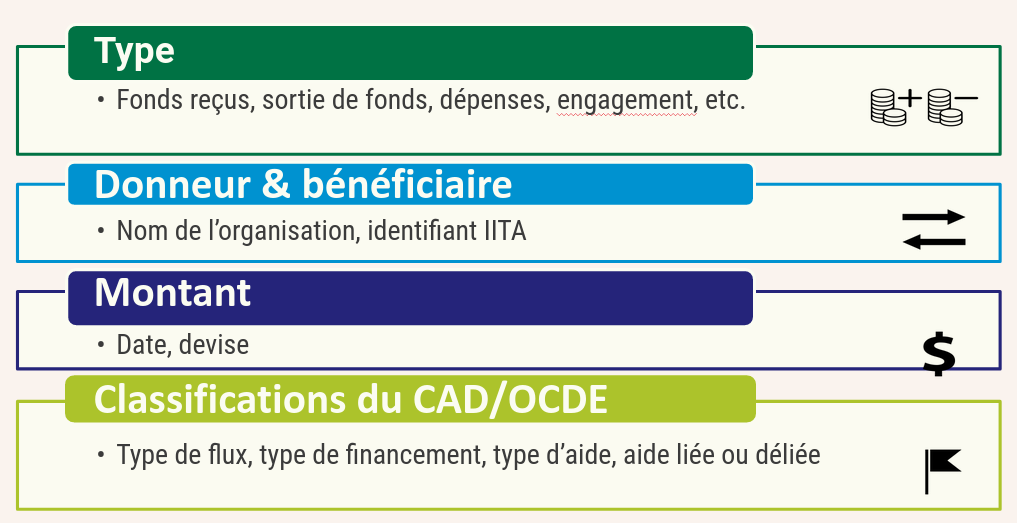 Type
• Fonds reçus, sortie de fonds, dépenses, engagement, etc.
Donneur & bénéficiaire
• Nom de l’organisation, identifiant IITA
Montant
• Date, devise
$
Classifications du CAD/OCDE
• Type de flux, type de financement, type d’aide, aide liée ou déliée